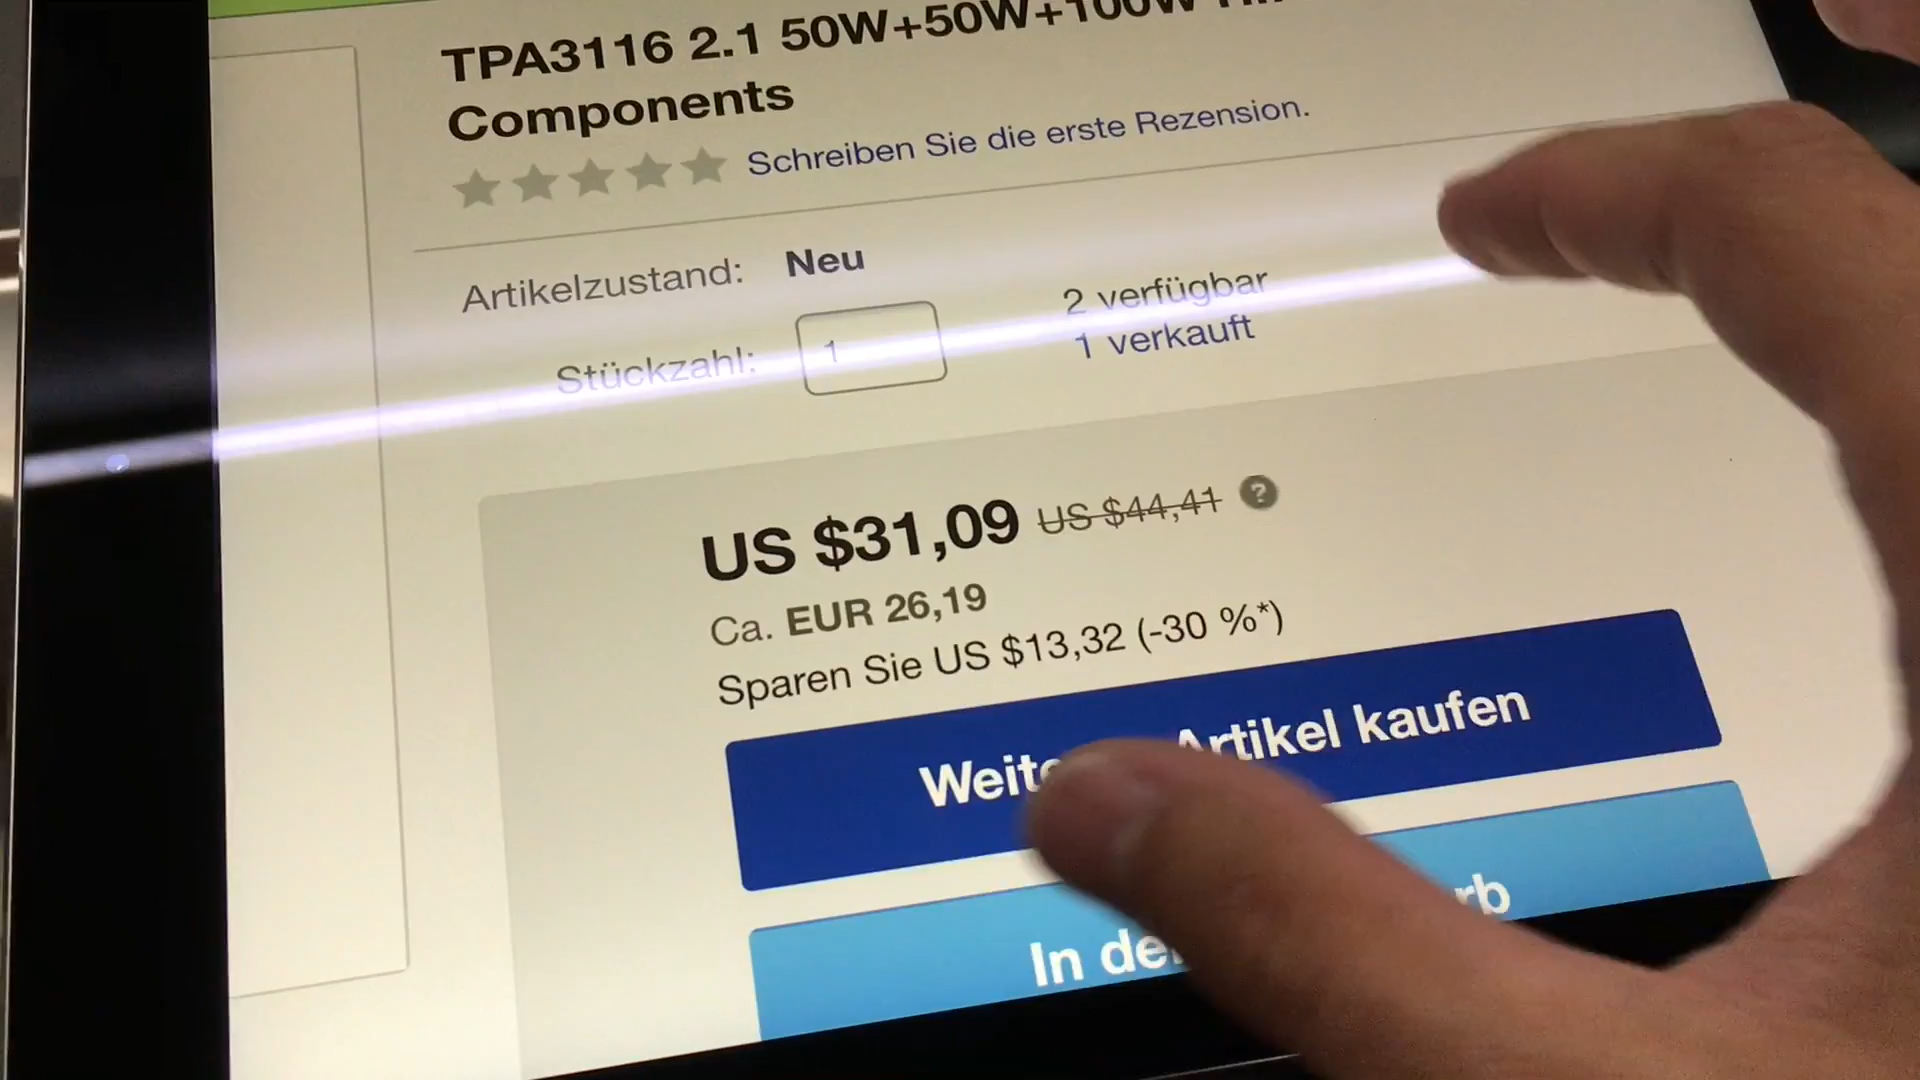 TPA3116 2.1 50W+50W+100W
Components
Schreiben Sie die erste Rezension.
Artikelzustand: Neu
Stückzahl: 1
2 verfügbar
1 verkauft
US $31,09 US $44,41 ?
Ca. EUR 26,19
Sparen Sie US $13,32 (-30 %*)
Artikel kaufen
In